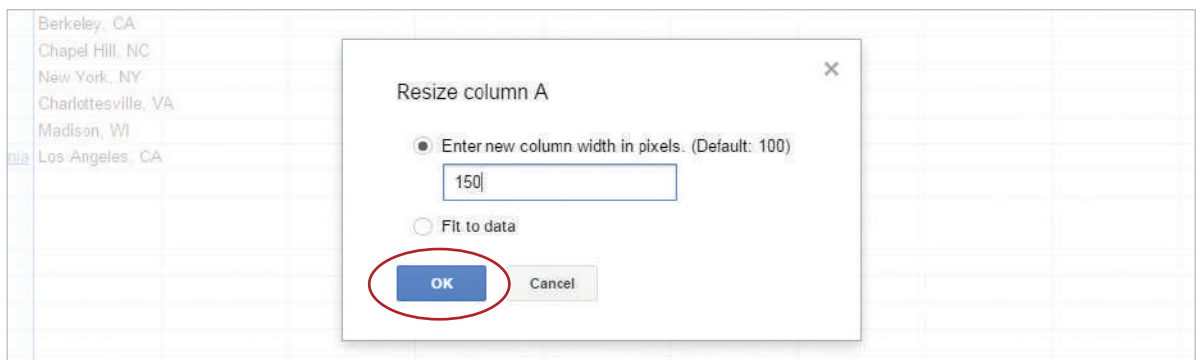 Berkeley, CA
Chapel Hill, NC
New York, NY
Charlottesville, VA
Madison, WI
nia Los Angeles, CA
Resize column A
×
Enter new column width in pixels. (Default: 100)
150
Fit to data
OK Cancel